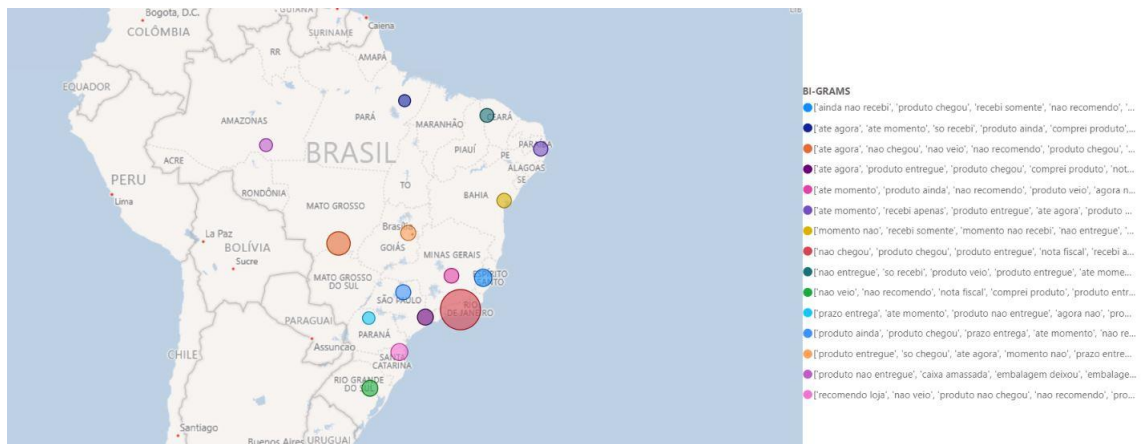 GUIANA
Bogota, D.C.
COLÔMBIA
SURINAME
Caiena
RR
AMAPÁ
EQUADOR
AMAZONAS
PARÁ
MARANHÃO
CEARÁ
BRASIL
PIAUÍ
PARAÍBA
PE
ALAGOAS
SE
ACRE
PERU
RONDÔNIA
TO
Lima
BAHIA
MATO GROSSO
La Paz
BOLÍVIA
Brasília
GOIÁS
Sucre
MINAS GERAIS
MATO GROSSO
DO SUL
SÃO PAULO
RIO
DE JANEIRO
PARAGUAI
PARANÁ
CHILE
Assuncao
SANTA
CATARINA
RIO GRANDE
DO SUL
Santiago
Buenos Aires
URUGUAI
BI-GRAMS
['ainda nao recebi', 'produto chegou', 'recebi somente', 'nao recomendo', '...
['ate agora', 'ate momento', 'so recebi', 'produto ainda', 'comprei produto', 
['ate agora', 'nao chegou', 'nao veio', 'nao recomendo', 'produto chegou', '...
['ate agora', 'produto entregue', 'produto chegou', 'comprei produto', 'not...
['ate momento', 'produto ainda', 'nao recomendo', 'produto veio', 'agora n...
['ate momento', 'recebi apenas', 'produto entregue', 'ate agora', 'produto ...
['momento nao', 'recebi somente', 'momento nao recebi', 'nao entregue', '...
['nao chegou', 'produto chegou', 'produto entregue', 'nota fiscal', 'recebi a...
['nao entregue', 'so recebi', 'produto veio', 'produto entregue', 'ate mome...
['nao veio', 'nao recomendo', 'nota fiscal', 'comprei produto', 'produto entr...
['prazo entrega', 'ate momento', 'produto nao entregue', 'agora nao', 'pro...
['produto ainda', 'produto chegou', 'prazo entrega', 'ate momento', 'nao re...
['produto entregue', 'so chegou', 'ate agora', 'momento nao', 'prazo entre...
['produto nao entregue', 'caixa amassada', 'embalagem deixou', 'embalage...
['recomendo loja', 'nao veio', 'produto nao chegou', 'nao recomendo', 'pro...